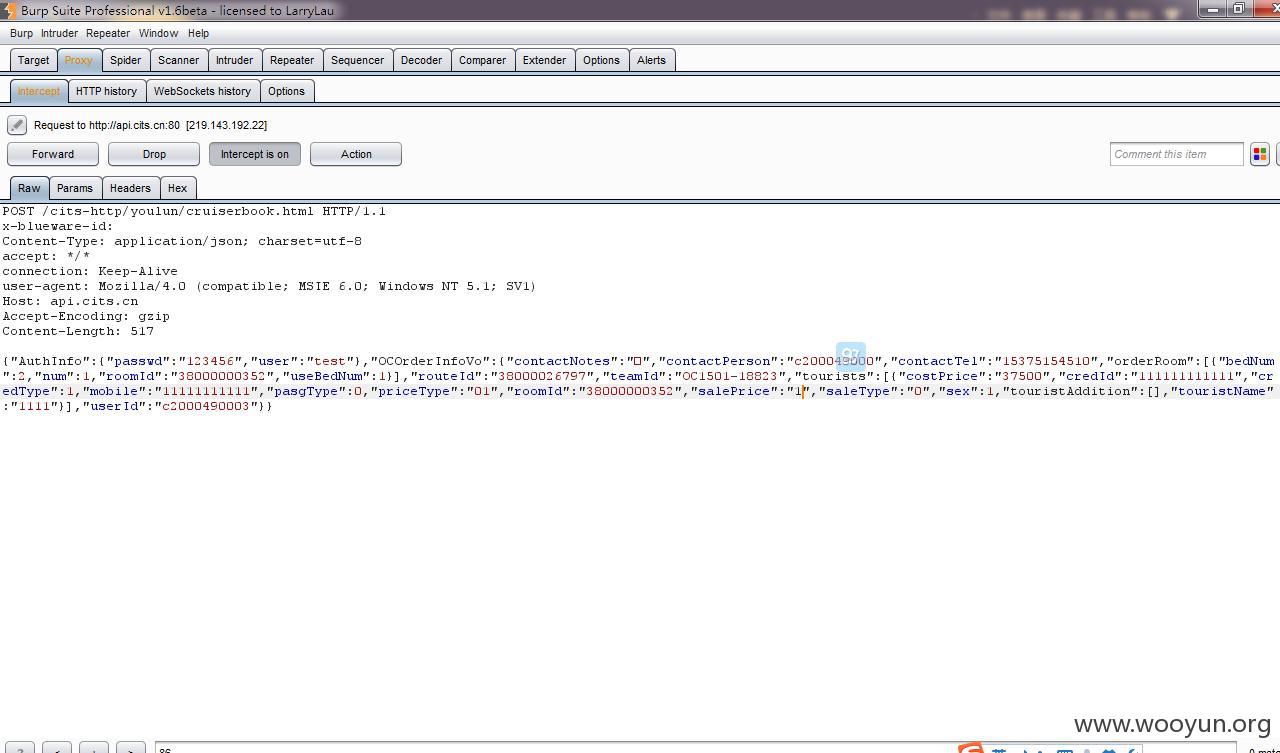 Burp Suite Professional v1.6beta - licensed to LarryLau
Burp Intruder Repeater Window Help
Target Proxy Spider Scanner Intruder Repeater Sequencer Decoder Comparer Extender Options Alerts
Intercept HTTP history WebSockets history Options
Request to http://api.cits.cn:80 [219.143.192.22]
Forward Drop Intercept is on Action Comment this item
Raw Params Headers Hex
POST /cits-http/youlun/cruiserbook.html HTTP/1.1
x-blueware-id:
Content-Type: application/json; charset=utf-8
accept: */*
connection: Keep-Alive
user-agent: Mozilla/4.0 (compatible; MSIE 6.0; Windows NT 5.1; SV1)
Host: api.cits.cn
Accept-Encoding: gzip
Content-Length: 517
{"AuthInfo":{"passwd":"123456","user":"test"},"OCOrderInfoVo":{"contactNotes":"□","contactPerson":"c2000490003","contactTel":"15375154510","orderRoom":[{"bedNum
":2,"num":1,"roomId":"38000000352","useBedNum":1}],"routeId":"38000026797","teamId":"OC1501-18823","tourists":[{"costPrice":"37500","credId":"111111111111","cr
edType":1,"mobile":"11111111111","pasgType":0,"priceType":"01","roomId":"38000000352","salePrice":"1","saleType":"0","sex":1,"touristAddition":[],"touristName"
:"1111"}],"userId":"c2000490003"}}
www.wooyun.org
? < + > 86